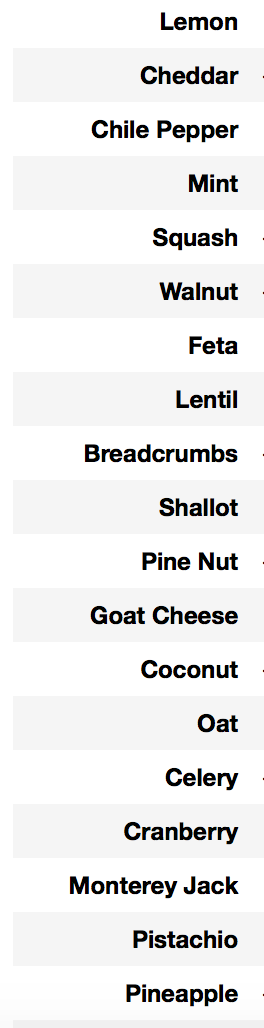 Lemon
Cheddar
Chile Pepper
Mint
Squash
Walnut
Feta
Lentil
Breadcrumbs
Shallot
Pine Nut
Goat Cheese
Coconut
Oat
Celery
Cranberry
Monterey Jack
Pistachio
Pineapple